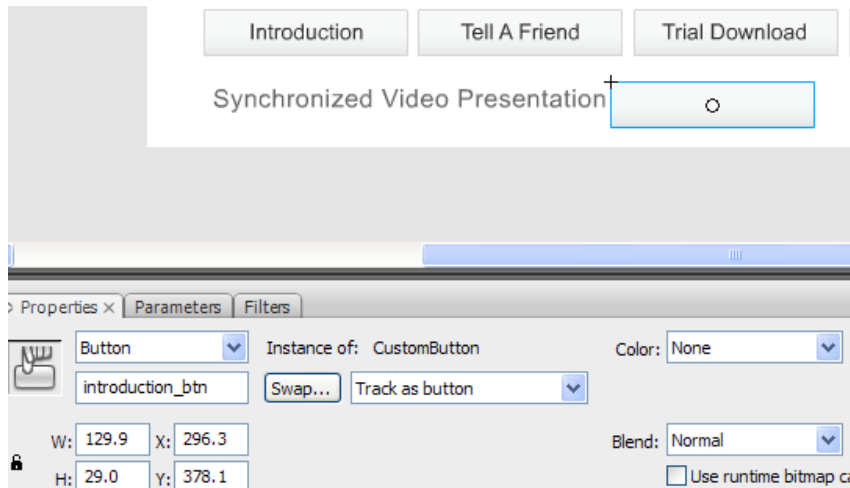 Introduction Tell A Friend Trial Download
Synchronized Video Presentation
Properties × Parameters Filters
Button Instance of: CustomButton Color: None
introduction_btn Swap... Track as button
W: 129.9 X: 296.3 Blend: Normal
H: 29.0 Y: 378.1 Use runtime bitmap ca